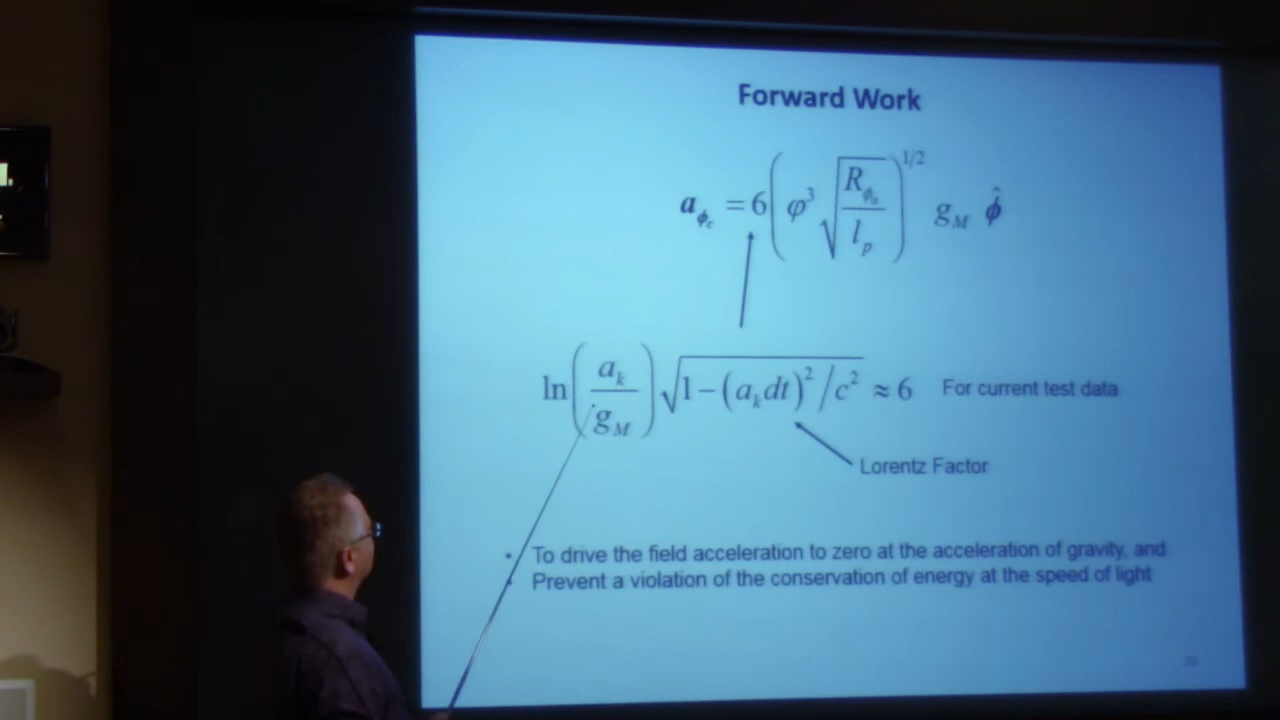 Forward Work
a_{ϕ_c} = 6 ( φ³ √(R_{ϕ_a} / l_p) )^{1/2} g_M ϕ̂
ln( a_k / g_M ) √(1 − (a_k dt)² / c²) ≈ 6 For current test data
Lorentz Factor
• To drive the field acceleration to zero at the acceleration of gravity, and
• Prevent a violation of the conservation of energy at the speed of light